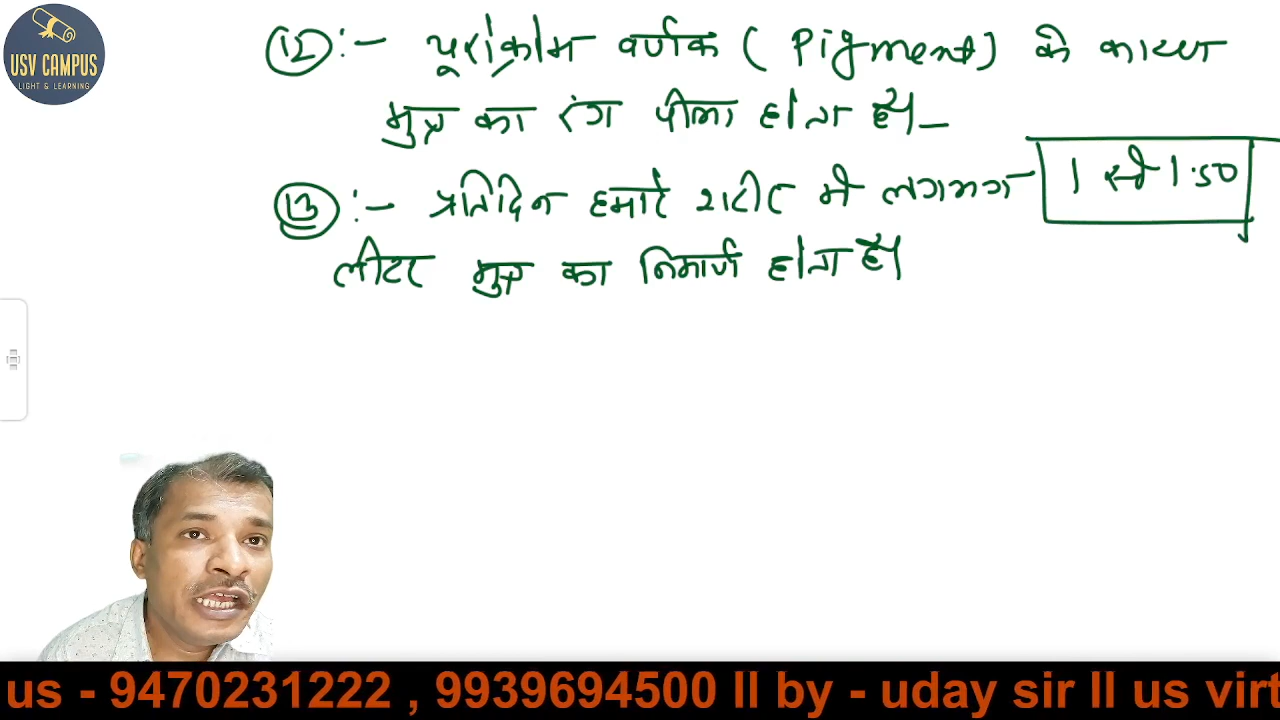 USV CAMPUS
LIGHT & LEARNING
(12) :- यूरोक्रोम वर्णक ( Pigment ) के कारण
मुत्र का रंग पीला होता है। _
(13) :- प्रतिदिन हमारे शरीर मे लगभग 1 से 1.50
लीटर मुत्र का निमार्ण होता है।
us - 9470231222 , 9939694500 ll by - uday sir ll us virt